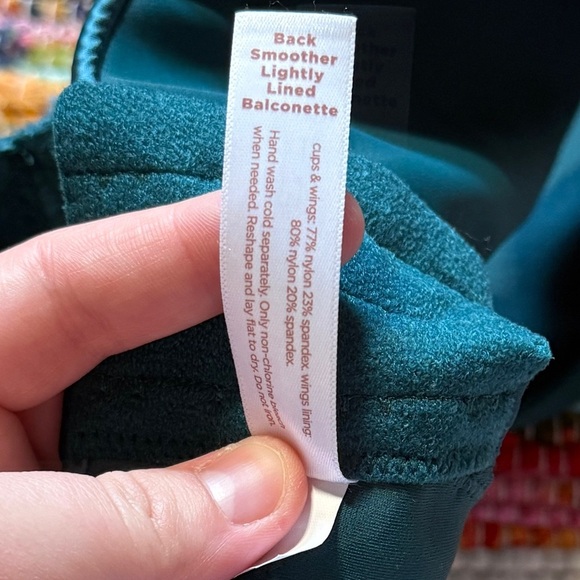 Back
Smoother
Lightly
Lined
Balconette
cups & wings: 77% nylon 23% spandex. wings lining:
80% nylon 20% spandex.
Hand wash cold separately. Only non-chlorine bleach
when needed. Reshape and lay flat to dry. Do not iron.